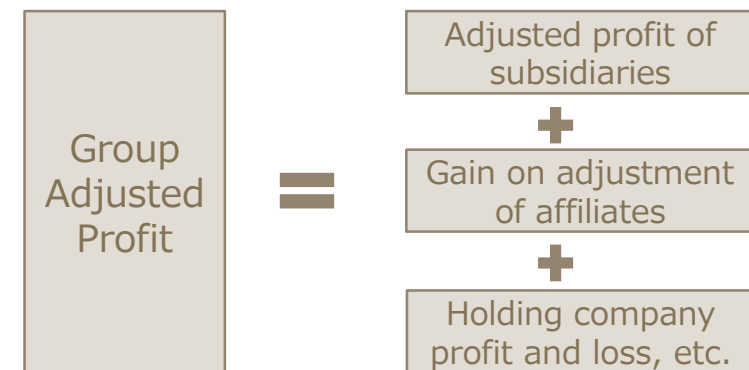 Group
Adjusted
Profit
=
Adjusted profit of
subsidiaries
+
Gain on adjustment
of affiliates
+
Holding company
profit and loss, etc.